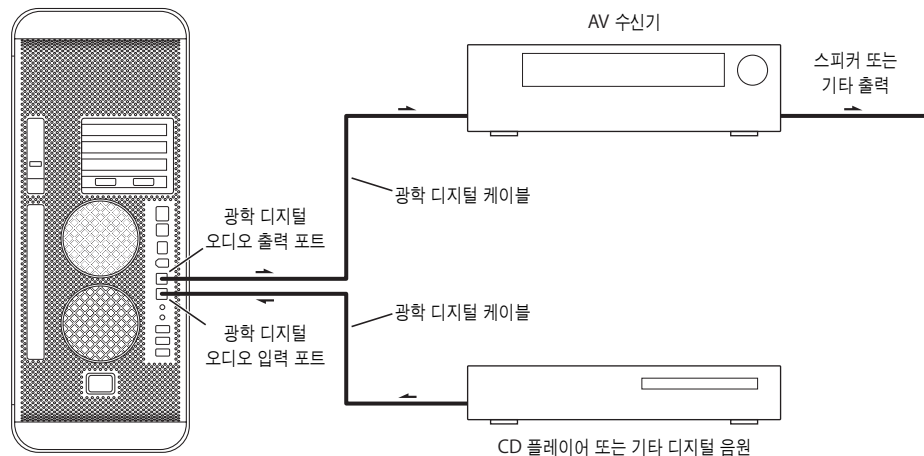 AV 수신기
스피커 또는
기타 출력
광학 디지털 케이블
광학 디지털
오디오 출력 포트
광학 디지털 케이블
광학 디지털
오디오 입력 포트
CD 플레이어 또는 기타 디지털 음원